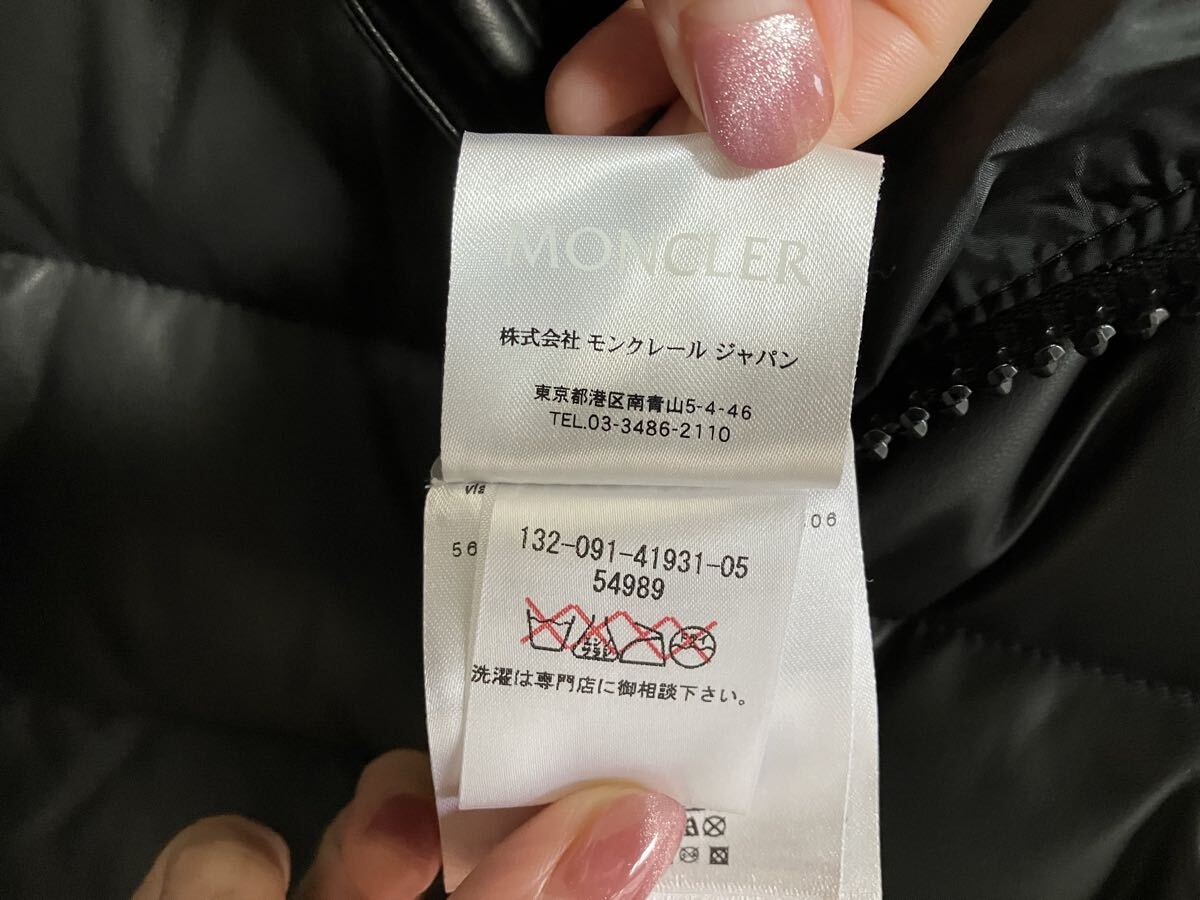 MONCLER
株式会社 モンクレール ジャパン
東京都港区南青山5-4-46
TEL.03-3486-2110
06
56
132-091-41931-05
54989
洗濯は専門店に御相談下さい。